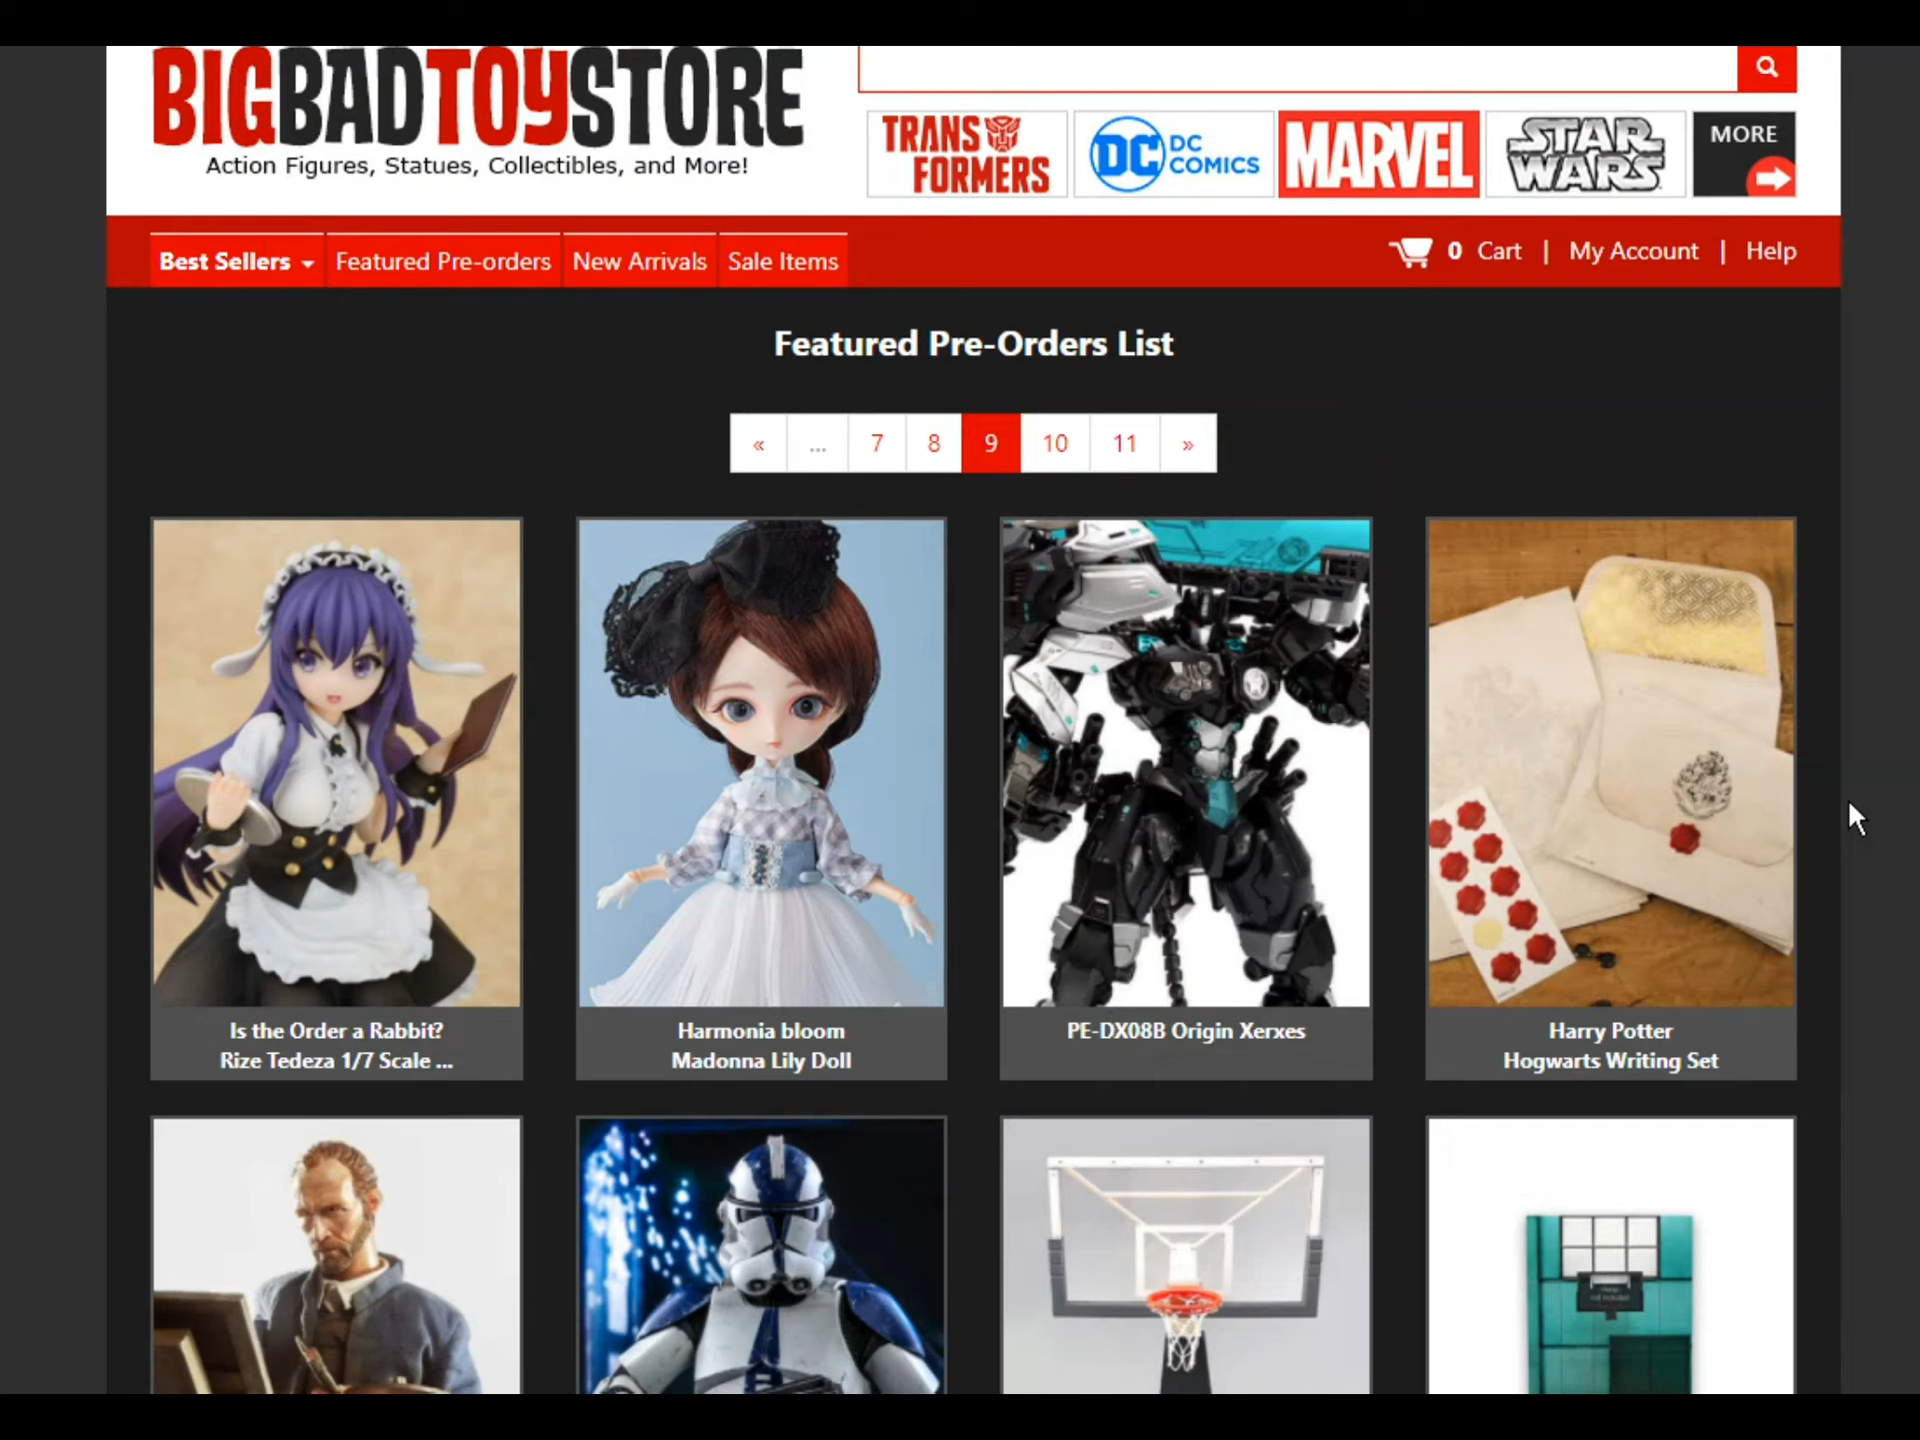 BIGBADTOYSTORE
Action Figures, Statues, Collectibles, and More!
TRANSFORMERS
DC
DC COMICS
MARVEL
STAR WARS
MORE
Best Sellers
Featured Pre-orders
New Arrivals
Sale Items
0 Cart | My Account | Help
Featured Pre-Orders List
« ... 7 8 9 10 11 »
Is the Order a Rabbit?
Rize Tedeza 1/7 Scale ...
Harmonia bloom
Madonna Lily Doll
PE-DX08B Origin Xerxes
Harry Potter
Hogwarts Writing Set